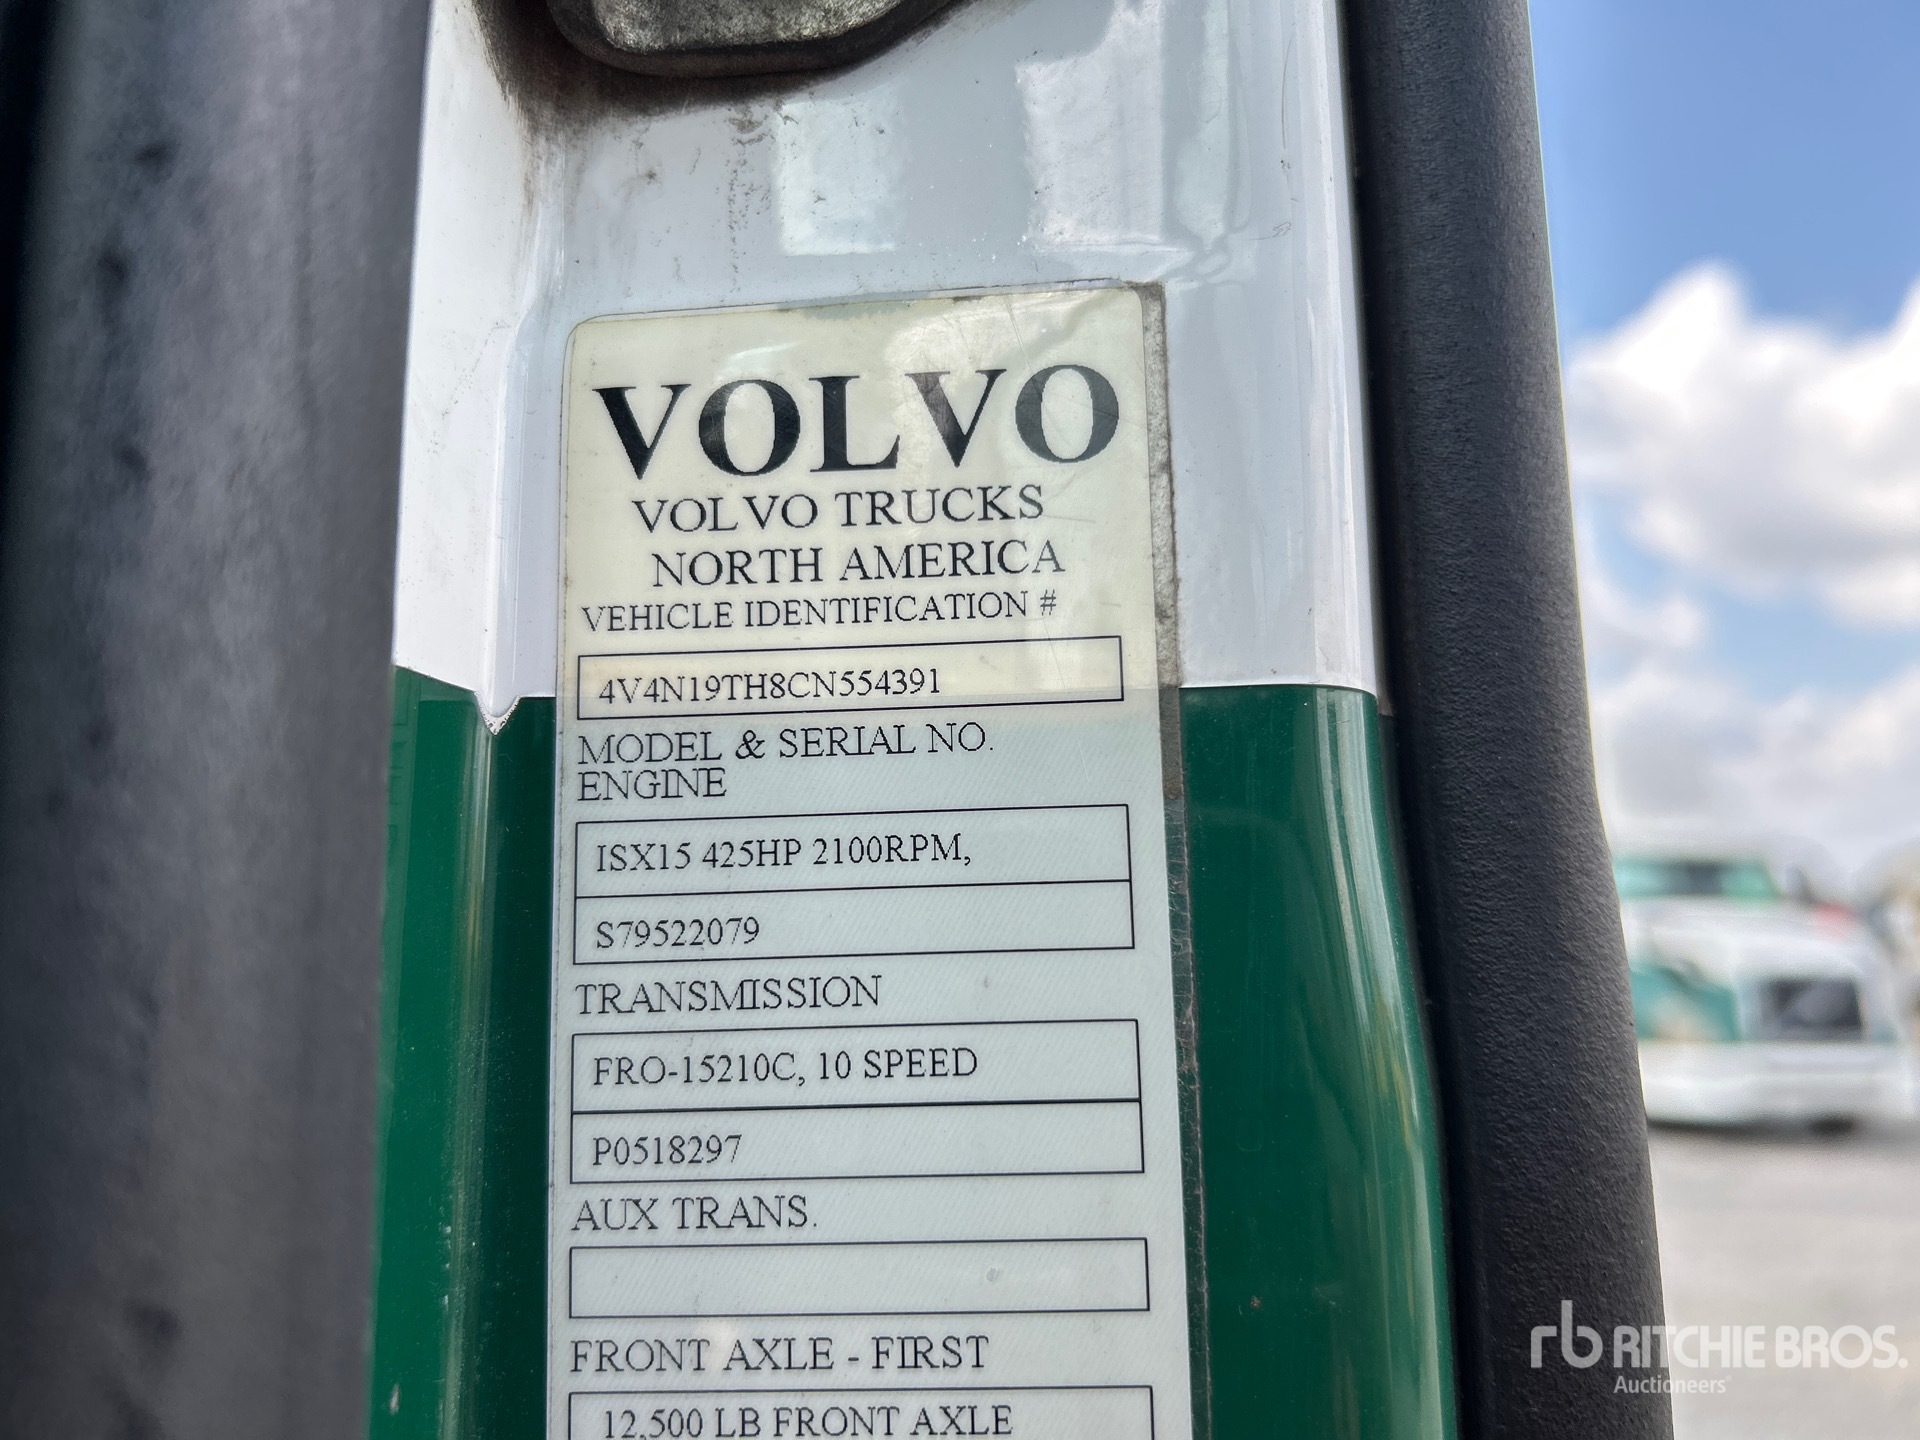 VOLVO
VOLVO TRUCKS
NORTH AMERICA
VEHICLE IDENTIFICATION #
4V4N19TH8CN554391
MODEL & SERIAL NO.
ENGINE
ISX15 425HP 2100RPM,
S79522079
TRANSMISSION
FRO-15210C, 10 SPEED
P0518297
AUX TRANS.
FRONT AXLE - FIRST
12,500 LB FRONT AXLE
rb RITCHIE BROS.
Auctioneers